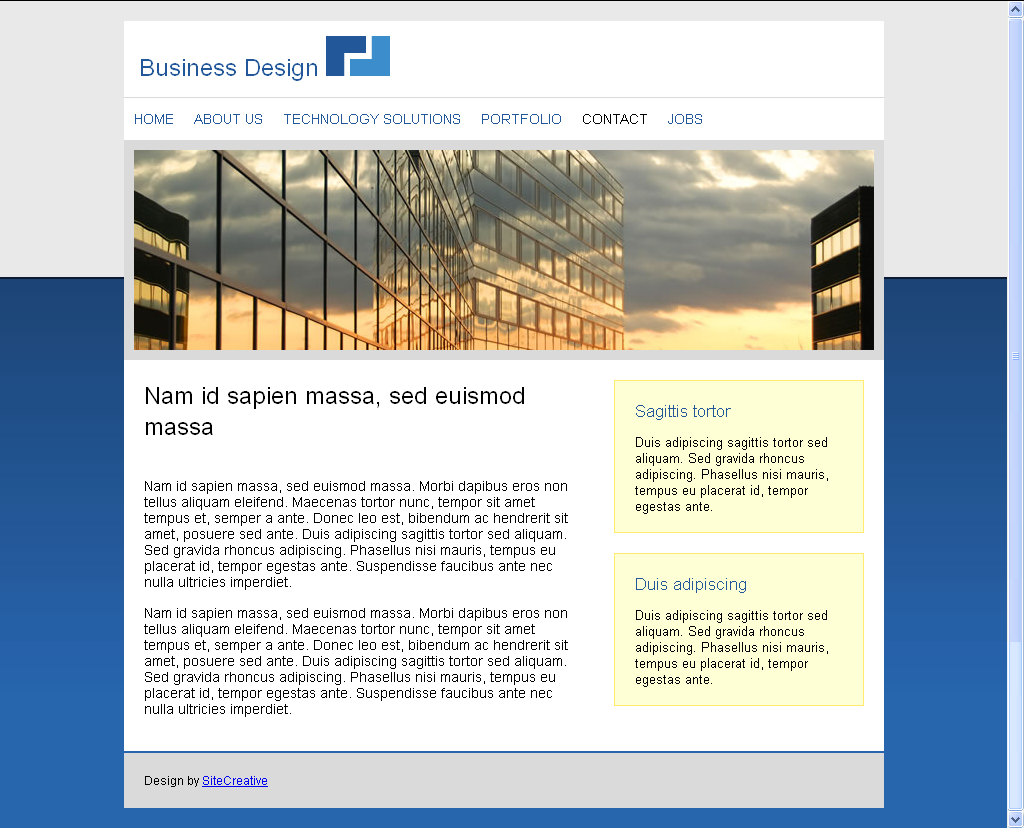 Business Design
HOME ABOUT US TECHNOLOGY SOLUTIONS PORTFOLIO CONTACT JOBS
Nam id sapien massa, sed euismod
massa
Nam id sapien massa, sed euismod massa. Morbi dapibus eros non
tellus aliquam eleifend. Maecenas tortor nunc, tempor sit amet
tempus et, semper a ante. Donec leo est, bibendum ac hendrerit sit
amet, posuere sed ante. Duis adipiscing sagittis tortor sed aliquam.
Sed gravida rhoncus adipiscing. Phasellus nisi mauris, tempus eu
placerat id, tempor egestas ante. Suspendisse faucibus ante nec
nulla ultricies imperdiet.
Nam id sapien massa, sed euismod massa. Morbi dapibus eros non
tellus aliquam eleifend. Maecenas tortor nunc, tempor sit amet
tempus et, semper a ante. Donec leo est, bibendum ac hendrerit sit
amet, posuere sed ante. Duis adipiscing sagittis tortor sed aliquam.
Sed gravida rhoncus adipiscing. Phasellus nisi mauris, tempus eu
placerat id, tempor egestas ante. Suspendisse faucibus ante nec
nulla ultricies imperdiet.
Sagittis tortor
Duis adipiscing sagittis tortor sed
aliquam. Sed gravida rhoncus
adipiscing. Phasellus nisi mauris,
tempus eu placerat id, tempor
egestas ante.
Duis adipiscing
Duis adipiscing sagittis tortor sed
aliquam. Sed gravida rhoncus
adipiscing. Phasellus nisi mauris,
tempus eu placerat id, tempor
egestas ante.
Design by SiteCreative